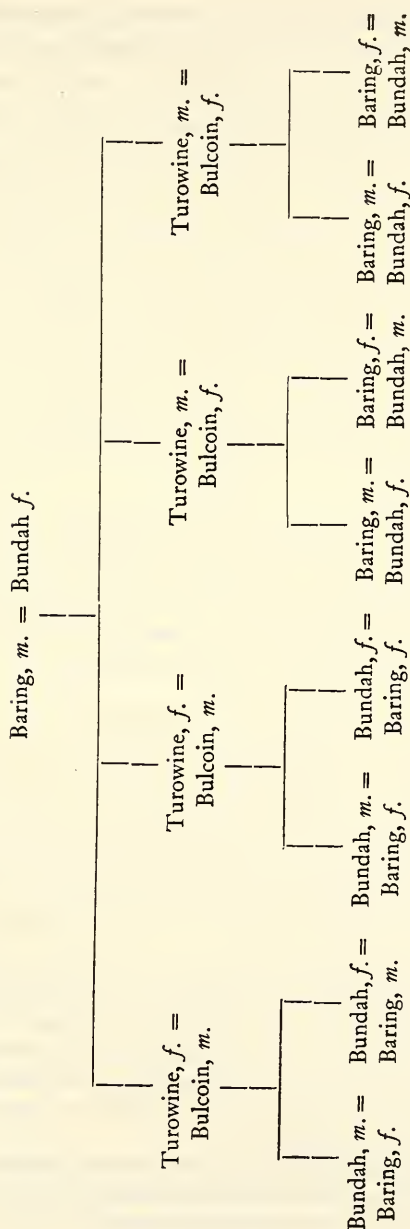 Baring, m. = Bundah f.
Turowine, f. =
Bulcoin, m.
Turowine, f. =
Bulcoin, m.
Turowine, m. =
Bulcoin, f.
Turowine, m. =
Bulcoin, f.
Bundah, m. =
Baring, f.
Bundah, f. =
Baring, m.
Bundah, m. =
Baring, f.
Bundah, f. =
Baring, f.
Baring, m. =
Bundah, f.
Baring, f. =
Bundah, m.
Baring, m. =
Bundah, f.
Baring, f. =
Bundah, m.